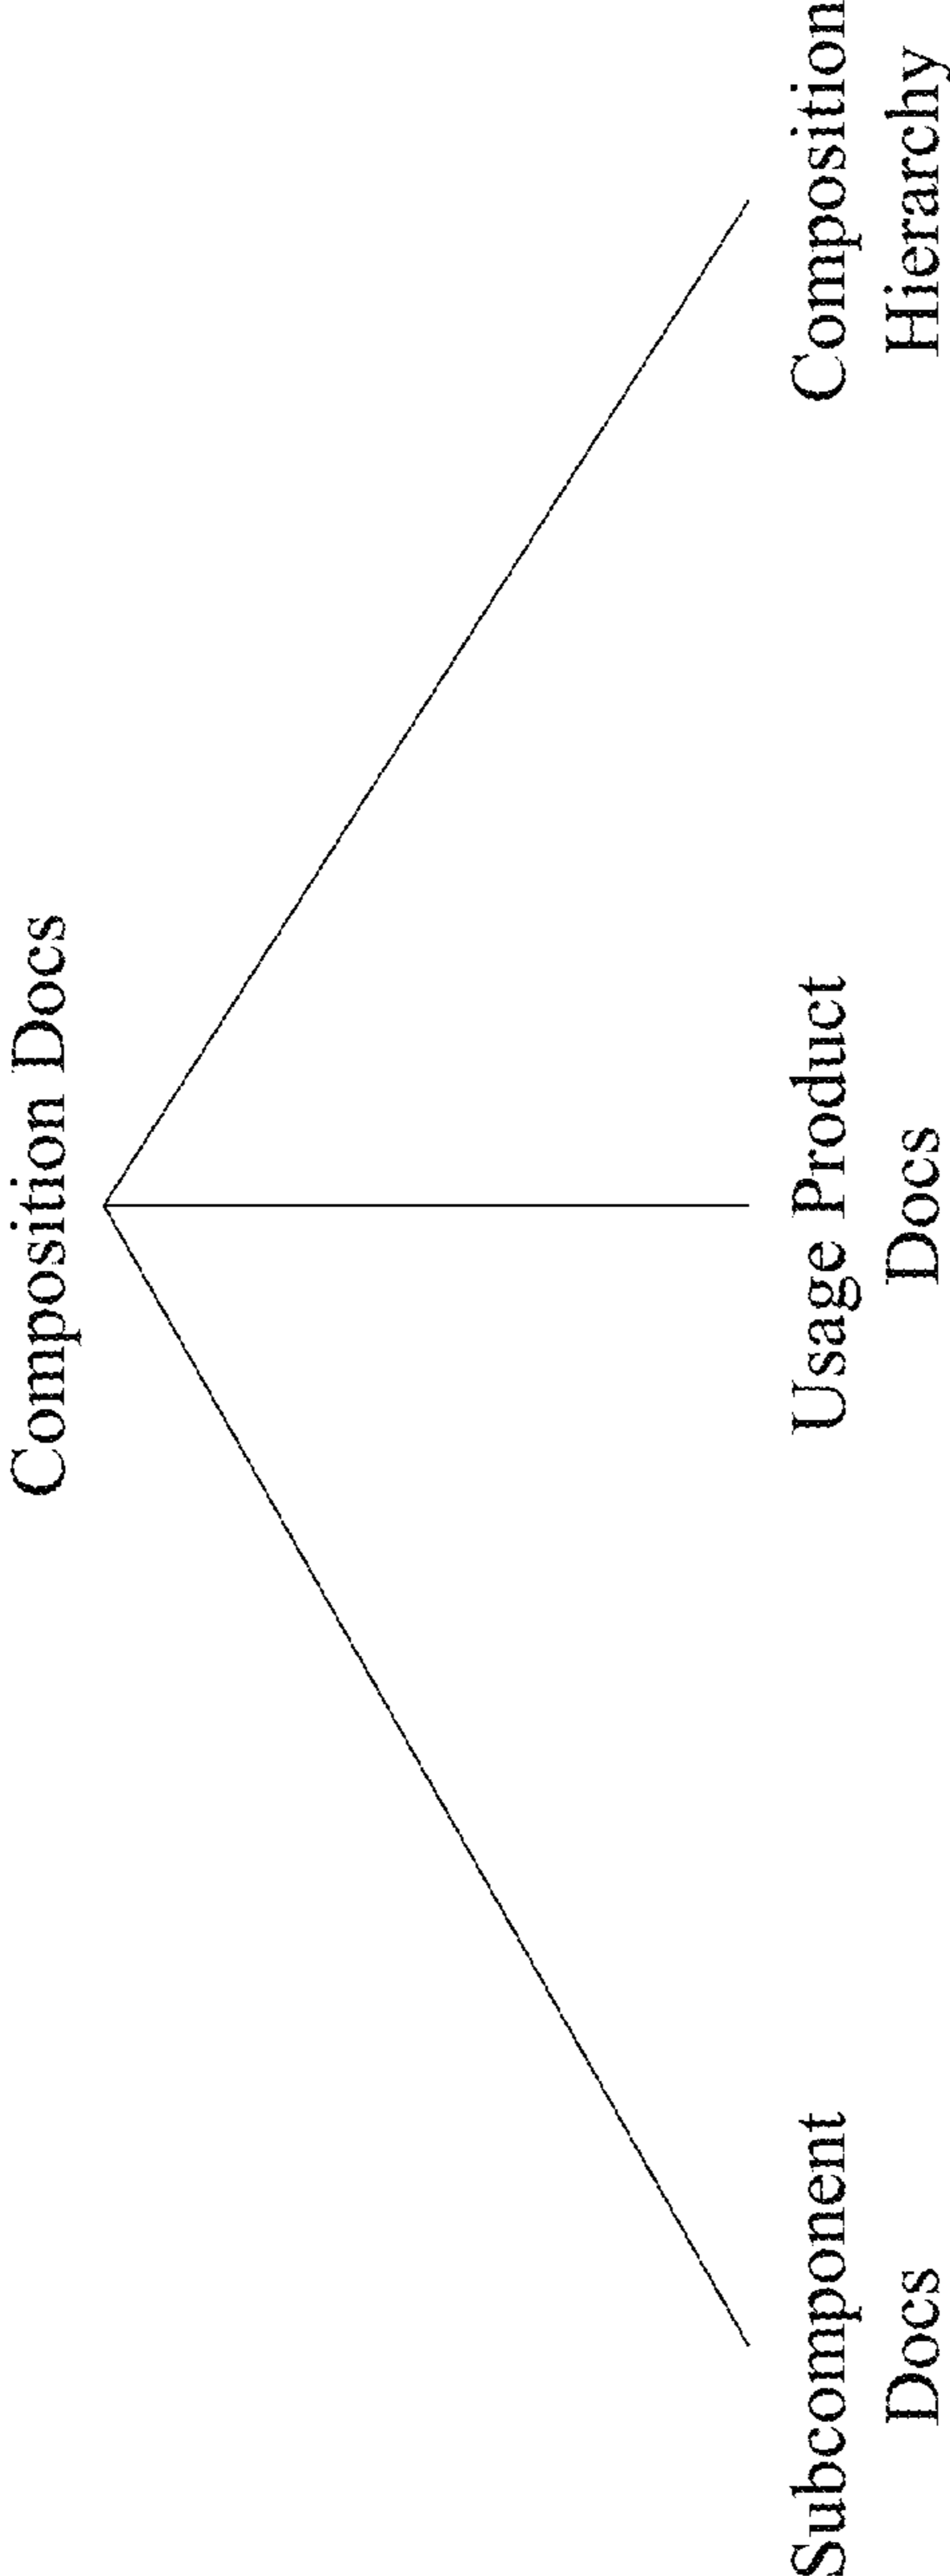 Composition Docs
Subcomponent
Docs
Usage Product
Docs
Composition
Hierarchy